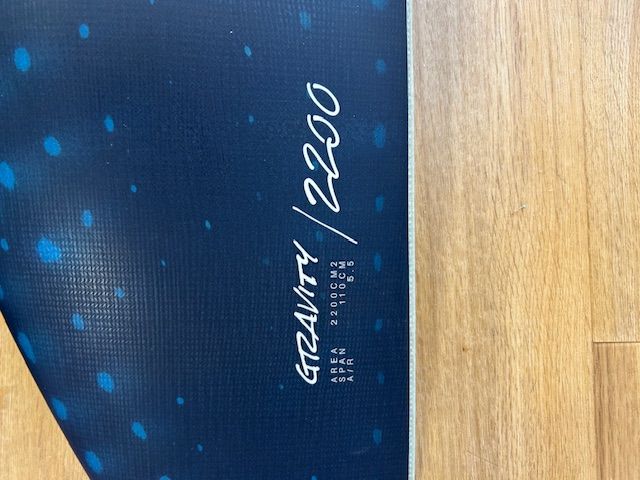 GRAVITY / 2200
AREA 2200CM2
SPAN 110CM
A/R 5.5